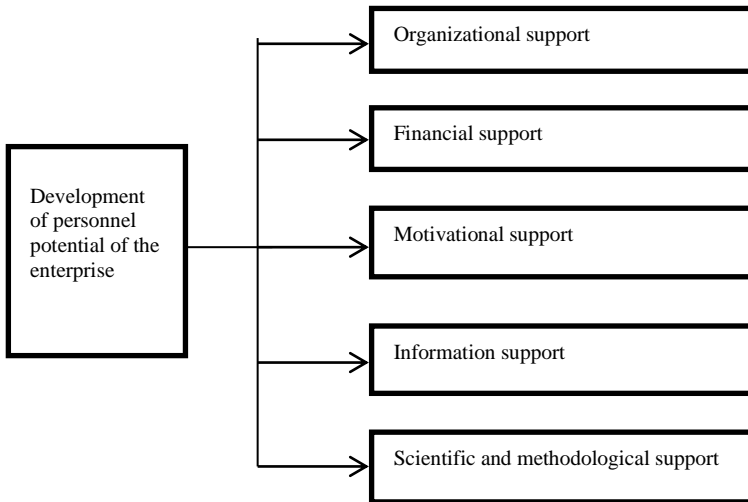 Organizational support
Financial support
Development
of personnel
potential of the
enterprise
Motivational support
Information support
Scientific and methodological support